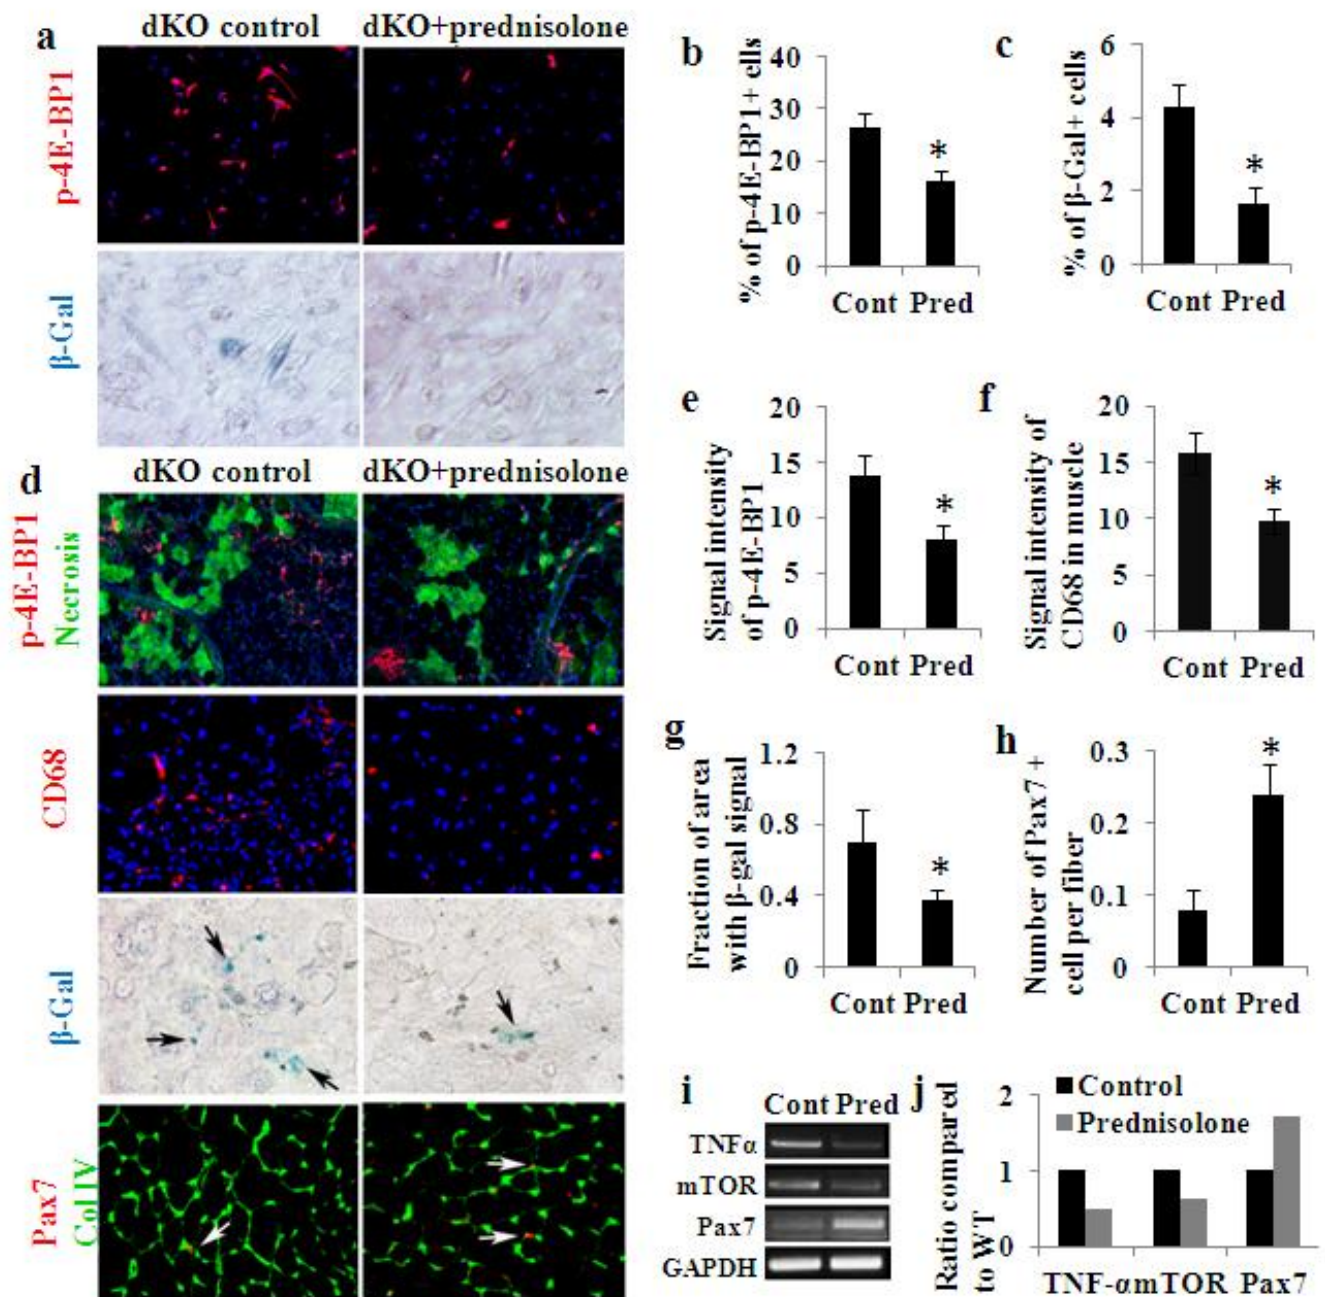 a
dKO control
dKO+prednisolone
p-4E-BP1
β-Gal
b
% of p-4E-BP1+ clls
40
30
20
10
0
Cont Pred
*
c
% of β-Gal+ cells
6
4
2
0
Cont Pred
*
d
dKO control
dKO+prednisolone
p-4E-BP1
Necrosis
CD68
β-Gal
Pax7
Col IV
e
Signal intensity
of p-4E-BP1
20
15
10
5
0
Cont Pred
*
f
Signal intensity of
CD68 in muscle
20
15
10
5
0
Cont Pred
*
g
Fraction of area
with β-gal signal
1.2
0.8
0.4
0
Cont Pred
*
h
Number of Pax7 +
cell per fiber
0.3
0.2
0.1
0
Cont Pred
*
i
Cont Pred
TNFα
mTOR
Pax7
GAPDH
j
Ratio compared
to WT
2
1
0
Control
Prednisolone
TNF-α mTOR Pax7